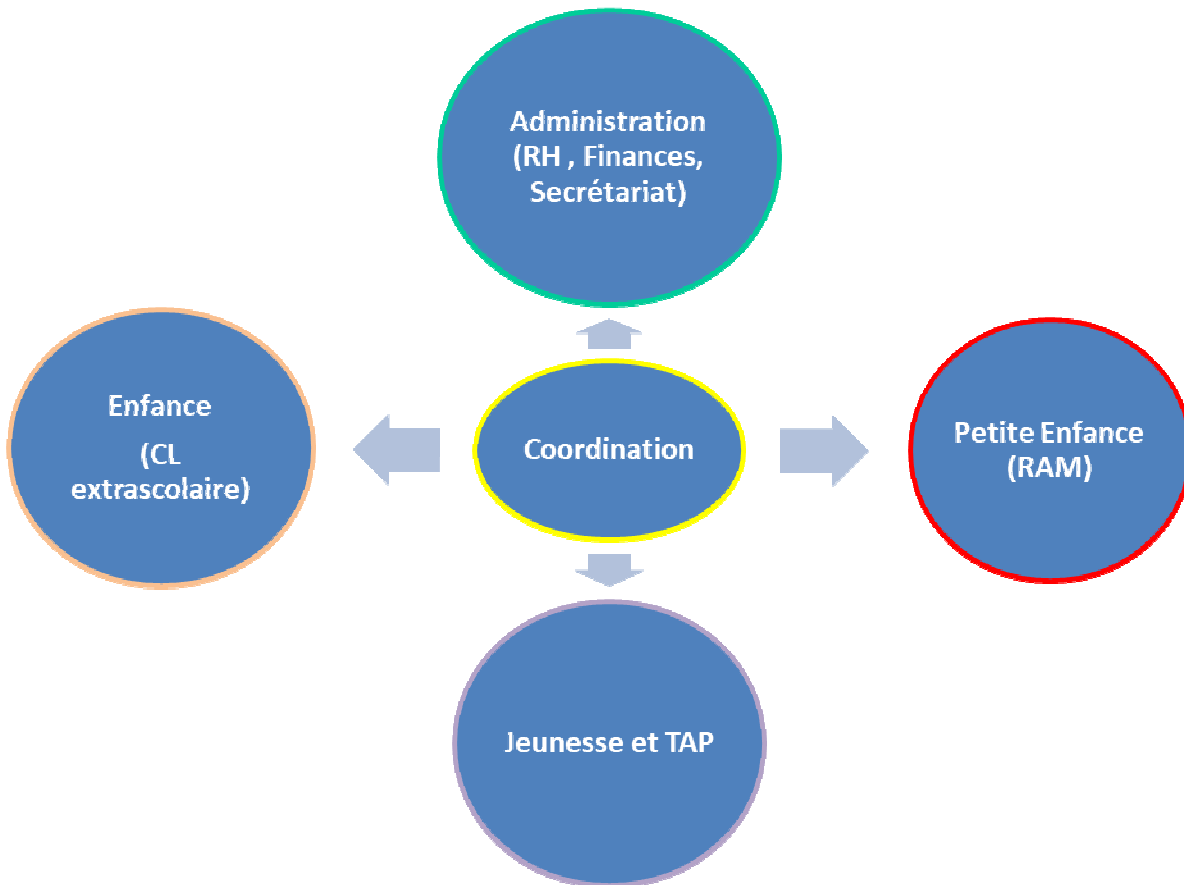 Administration
(RH , Finances,
Secrétariat)
Enfance
(CL
extrascolaire)
Coordination
Petite Enfance
(RAM)
Jeunesse et TAP